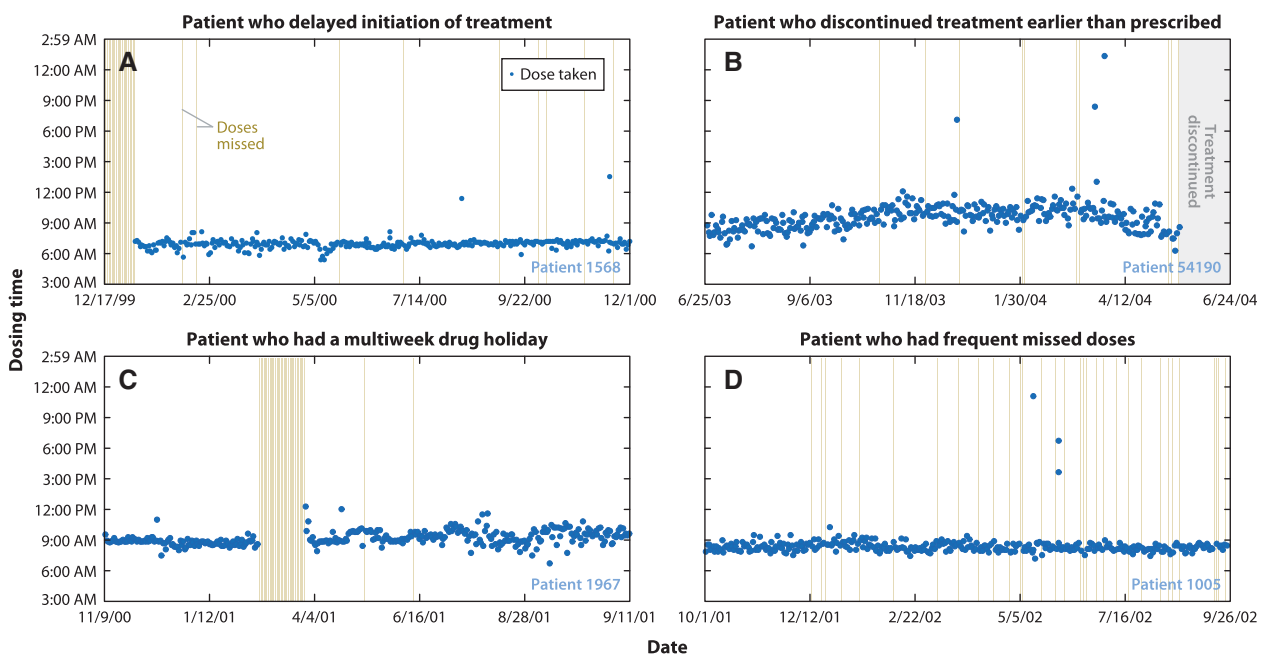 Patient who delayed initiation of treatment
2:59 AM
12:00 AM
9:00 PM
6:00 PM
3:00 PM
12:00 PM
9:00 AM
6:00 AM
3:00 AM
A
Dose taken
Doses
missed
Patient 1568
12/17/99
2/25/00
5/5/00
7/14/00
9/22/00
12/1/00
Patient who discontinued treatment earlier than prescribed
B
Treatment
discontinued
Patient 54190
6/25/03
9/6/03
11/18/03
1/30/04
4/12/04
6/24/04
Dosing time
Patient who had a multiweek drug holiday
2:59 AM
12:00 AM
9:00 PM
6:00 PM
3:00 PM
12:00 PM
9:00 AM
6:00 AM
3:00 AM
C
Patient 1967
11/9/00
1/12/01
4/4/01
6/16/01
8/28/01
9/11/01
Patient who had frequent missed doses
D
Patient 1005
10/1/01
12/12/01
2/22/02
5/5/02
7/16/02
9/26/02
Date